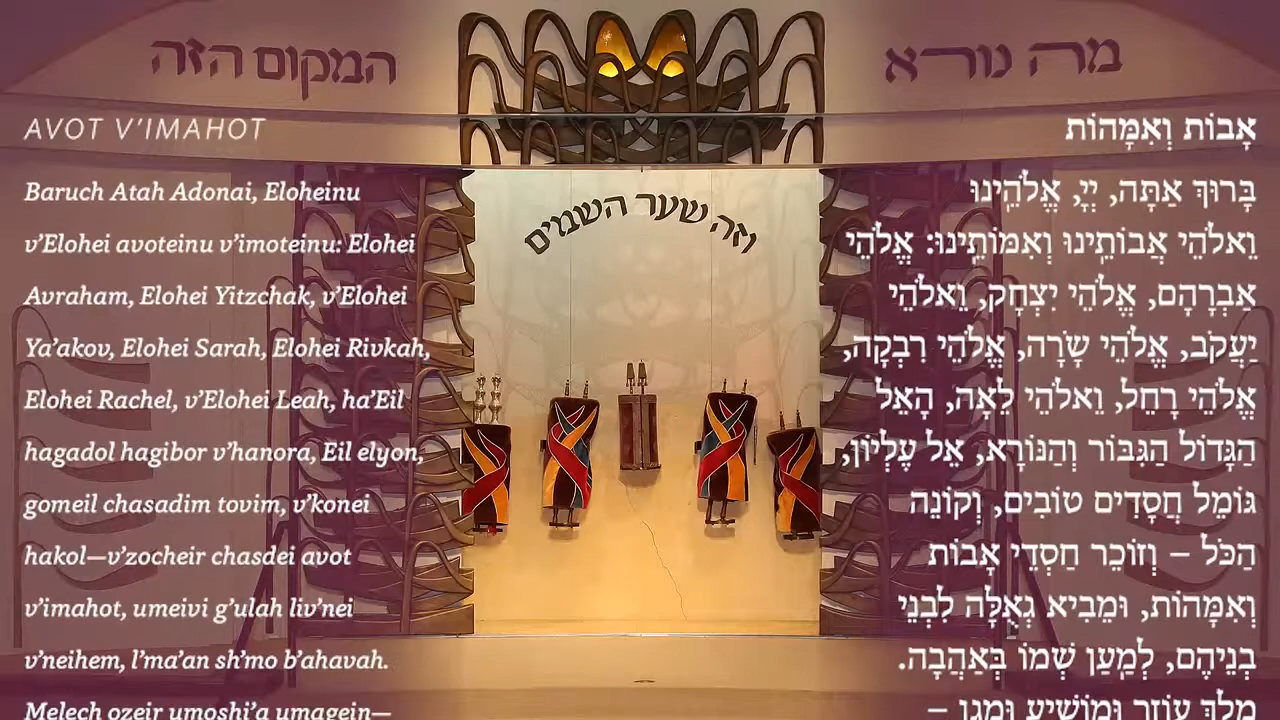 מה נורא
המקום הזה
וזה שער השמים
AVOT V’IMAHOT
Baruch Atah Adonai, Eloheinu
v’Elohei avoteinu v’imoteinu: Elohei
Avraham, Elohei Yitzchak, v’Elohei
Ya’akov, Elohei Sarah, Elohei Rivkah,
Elohei Rachel, v’Elohei Leah, ha’Eil
hagadol hagibor v’hanora, Eil elyon,
gomeil chasadim tovim, v’konei
hakol—v’zocheir chasdei avot
v’imahot, umeivi g’ulah liv’nei
v’neihem, l’ma’an sh’mo b’ahavah.
Melech ozeir umoshi’a umagein—
אָבוֹת וְאִמָּהוֹת
בָּרוּךְ אַתָּה, יְיָ, אֱלֹהֵֽינוּ
וֵאלֹהֵי אֲבוֹתֵֽינוּ וְאִמּוֹתֵֽינוּ: אֱלֹהֵי
אַבְרָהָם, אֱלֹהֵי יִצְחָק, וֵאלֹהֵי
יַעֲקֹב, אֱלֹהֵי שָׂרָה, אֱלֹהֵי רִבְקָה,
אֱלֹהֵי רָחֵל, וֵאלֹהֵי לֵאָה, הָאֵל
הַגָּדוֹל הַגִּבּוֹר וְהַנּוֹרָא, אֵל עֶלְיוֹן,
גּוֹמֵל חֲסָדִים טוֹבִים, וְקוֹנֵה
הַכֹּל – וְזוֹכֵר חַסְדֵי אָבוֹת
וְאִמָּהוֹת, וּמֵבִיא גְאֻלָּה לִבְנֵי
בְנֵיהֶם, לְמַֽעַן שְׁמוֹ בְּאַהֲבָה.
מֶֽלֶךְ עוֹזֵר וּמוֹשִֽׁיעַ וּמָגֵן –